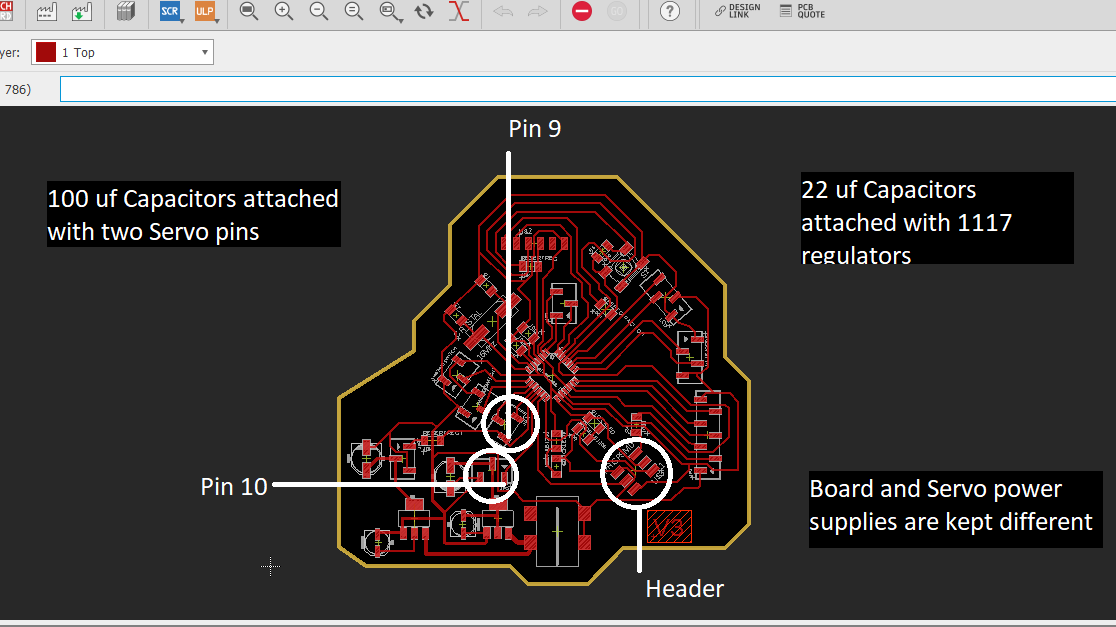 SCR
ULP
DESIGN
LINK
PCB
QUOTE
yer:
1 Top
786)
Pin 9
100 uf Capacitors attached
with two Servo pins
22 uf Capacitors
attached with 1117
regulators
Pin 10
Board and Servo power
supplies are kept different
V3
Header